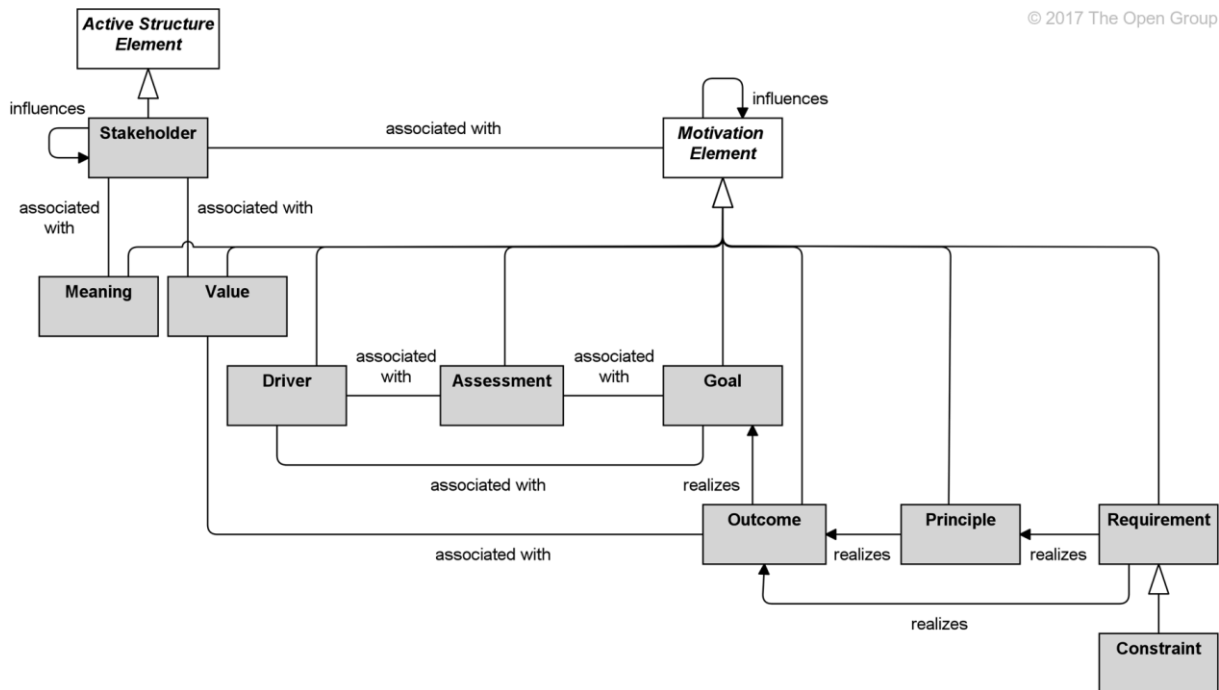 © 2017 The Open Group
Active Structure
Element
influences
influences
Stakeholder
associated with
Motivation
Element
associated
with
associated with
Meaning
Value
associated
with
associated
with
Driver
Assessment
Goal
associated with
realizes
Outcome
Principle
Requirement
associated with
realizes
realizes
realizes
Constraint